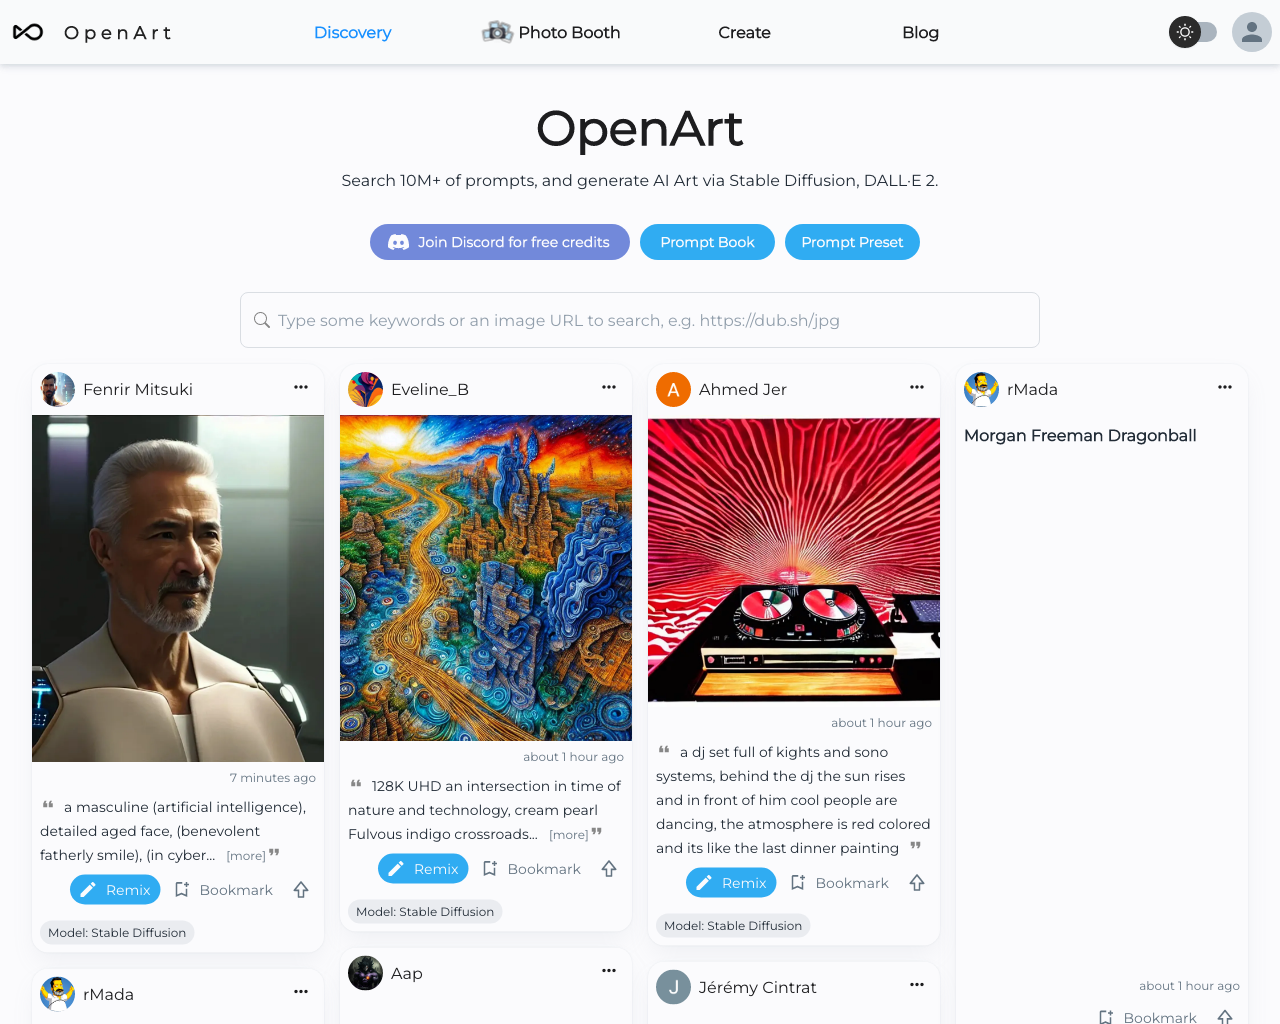 OpenArt
Discovery
Photo Booth
Create
Blog
OpenArt
Search 10M+ of prompts, and generate AI Art via Stable Diffusion, DALL·E 2.
Join Discord for free credits
Prompt Book
Prompt Preset
Type some keywords or an image URL to search, e.g. https://dub.sh/jpg
Fenrir Mitsuki
7 minutes ago
❝ a masculine (artificial intelligence),
detailed aged face, (benevolent
fatherly smile), (in cyber... [more] ❞
Remix
Bookmark
Model: Stable Diffusion
rMada
Eveline_B
about 1 hour ago
❝ 128K UHD an intersection in time of
nature and technology, cream pearl
Fulvous indigo crossroads... [more] ❞
Remix
Bookmark
Model: Stable Diffusion
Aap
A
Ahmed Jer
about 1 hour ago
❝ a dj set full of kights and sono
systems, behind the dj the sun rises
and in front of him cool people are
dancing, the atmosphere is red colored
and its like the last dinner painting ❞
Remix
Bookmark
Model: Stable Diffusion
J
Jérémy Cintrat
rMada
Morgan Freeman Dragonball
about 1 hour ago
Bookmark